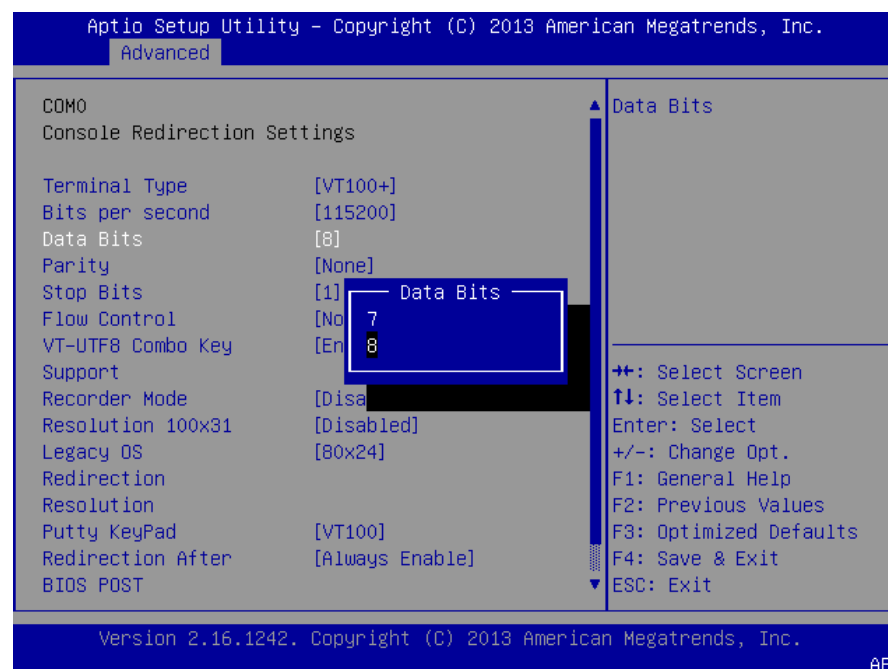 Aptio Setup Utility – Copyright (C) 2013 American Megatrends, Inc.
Advanced
COM0
Console Redirection Settings
Terminal Type [VT100+]
Bits per second [115200]
Data Bits [8]
Parity [None]
Stop Bits [1]
Flow Control [No
VT-UTF8 Combo Key [En
Support
Recorder Mode [Disa
Resolution 100x31 [Disabled]
Legacy OS [80x24]
Redirection
Resolution
Putty KeyPad [VT100]
Redirection After [Always Enable]
BIOS POST
Data Bits
7
8
Data Bits
→←: Select Screen
↑↓: Select Item
Enter: Select
+/-: Change Opt.
F1: General Help
F2: Previous Values
F3: Optimized Defaults
F4: Save & Exit
ESC: Exit
Version 2.16.1242. Copyright (C) 2013 American Megatrends, Inc.